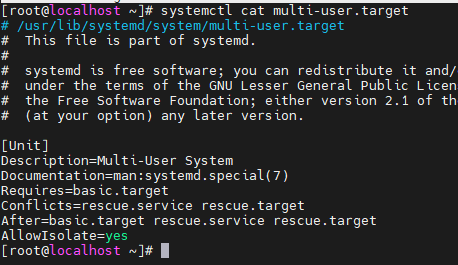 [root@localhost ~]# systemctl cat multi-user.target
# /usr/lib/systemd/system/multi-user.target
#  This file is part of systemd.
#
#  systemd is free software; you can redistribute it and/
#  under the terms of the GNU Lesser General Public Licen
#  the Free Software Foundation; either version 2.1 of th
#  (at your option) any later version.
[Unit]
Description=Multi-User System
Documentation=man:systemd.special(7)
Requires=basic.target
Conflicts=rescue.service rescue.target
After=basic.target rescue.service rescue.target
AllowIsolate=yes
[root@localhost ~]#